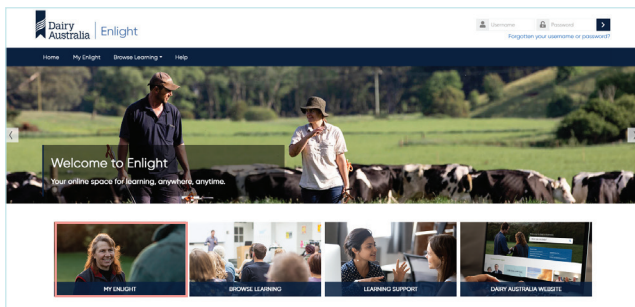 Dairy
Australia
Enlight
Username
Password
Forgotten your username or password?
Home My Enlight Browse Learning Help
Welcome to Enlight
Your online space for learning, anywhere, anytime.
MY ENLIGHT
BROWSE LEARNING
LEARNING SUPPORT
DAIRY AUSTRALIA WEBSITE